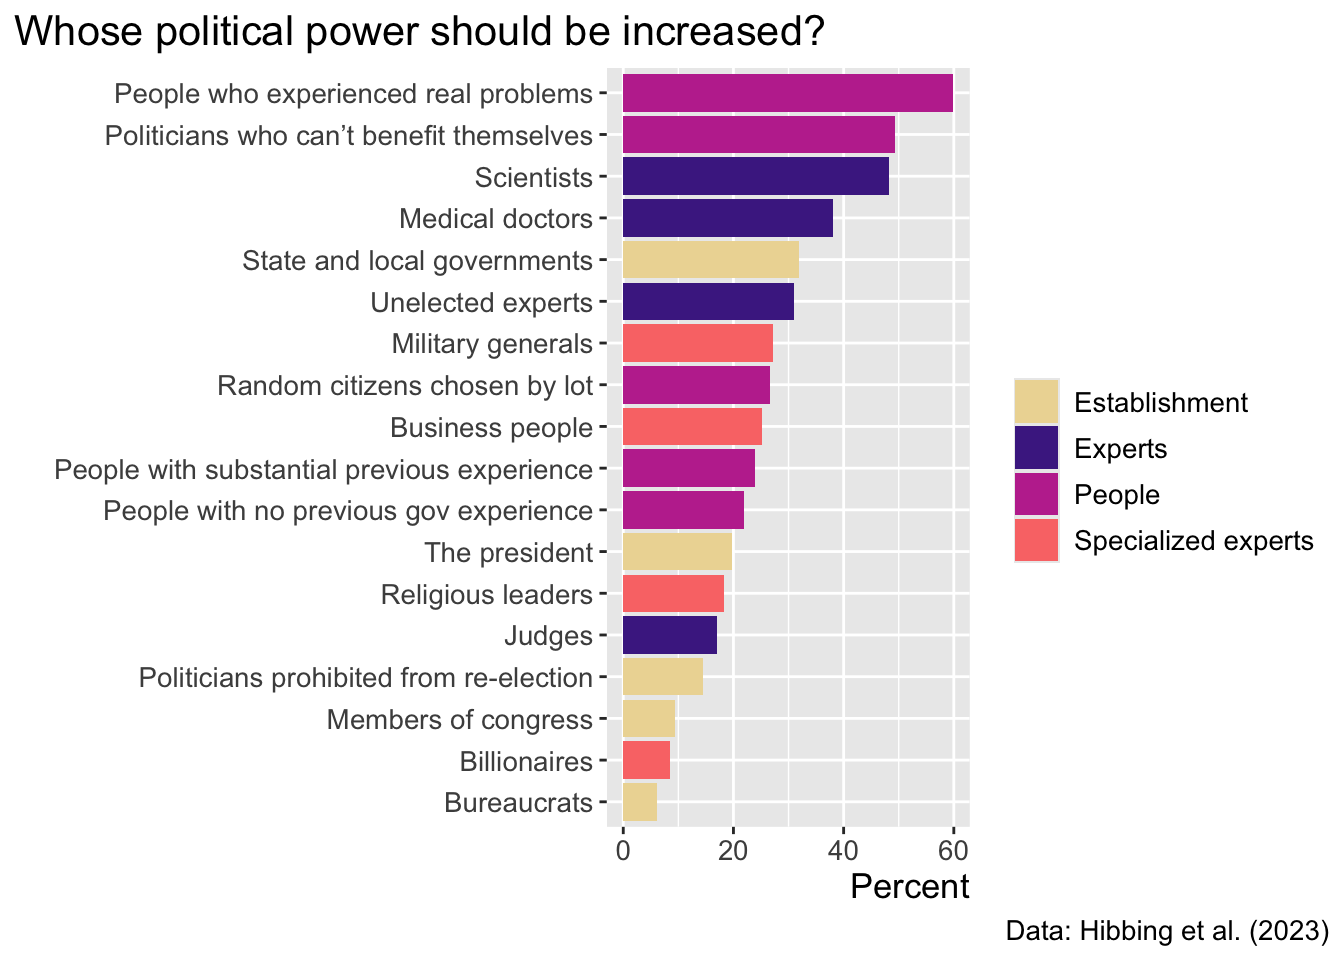 Whose political power should be increased?
People who experienced real problems
Politicians who can’t benefit themselves
Scientists
Medical doctors
State and local governments
Unelected experts
Military generals
Random citizens chosen by lot
Business people
People with substantial previous experience
People with no previous gov experience
The president
Religious leaders
Judges
Politicians prohibited from re-election
Members of congress
Billionaires
Bureaucrats
0 20 40 60
Percent
Establishment
Experts
People
Specialized experts
Data: Hibbing et al. (2023)